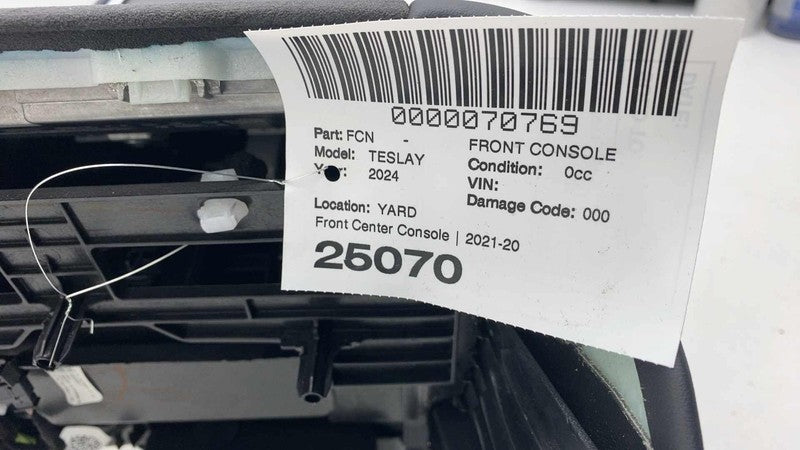 0000070769
Part: FCN -
FRONT CONSOLE
Model: TESLAY
Condition: 0cc
2024
VIN:
Damage Code: 000
Location: YARD
Front Center Console | 2021-20
25070